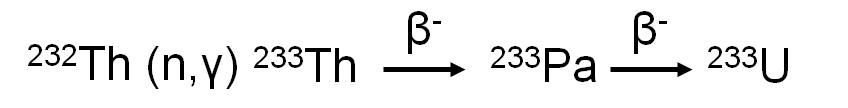 ²³²Th (n,γ) ²³³Th β⁻ → ²³³Pa β⁻ → ²³³U